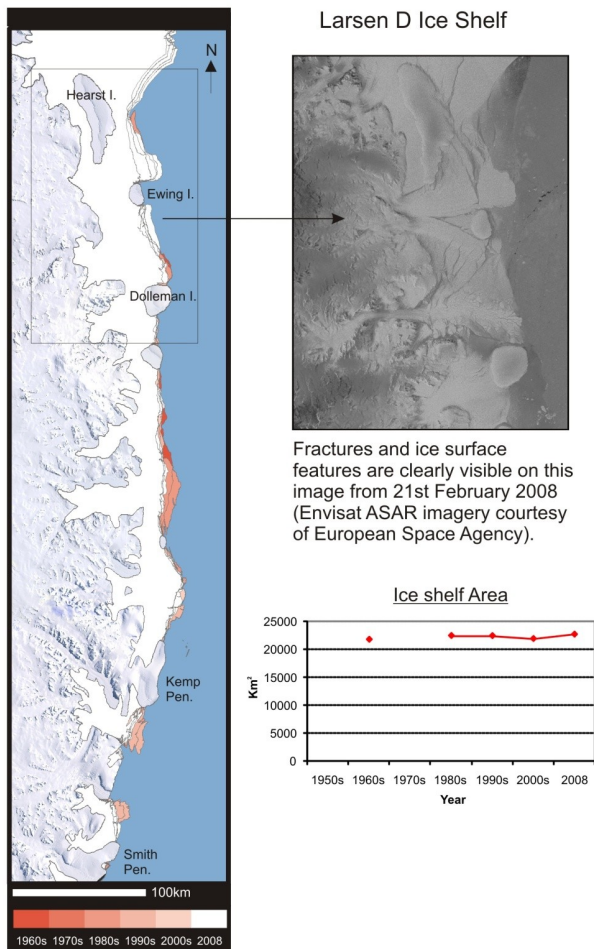 Larsen D Ice Shelf
N
Hearst I.
Ewing I.
Dolleman I.
Kemp
Pen.
Smith
Pen.
100km
1960s 1970s 1980s 1990s 2000s 2008
Fractures and ice surface
features are clearly visible on this
image from 21st February 2008
(Envisat ASAR imagery courtesy
of European Space Agency).
Ice shelf Area
25000
20000
15000
10000
5000
0
Km²
1950s 1960s 1970s 1980s 1990s 2000s 2008
Year